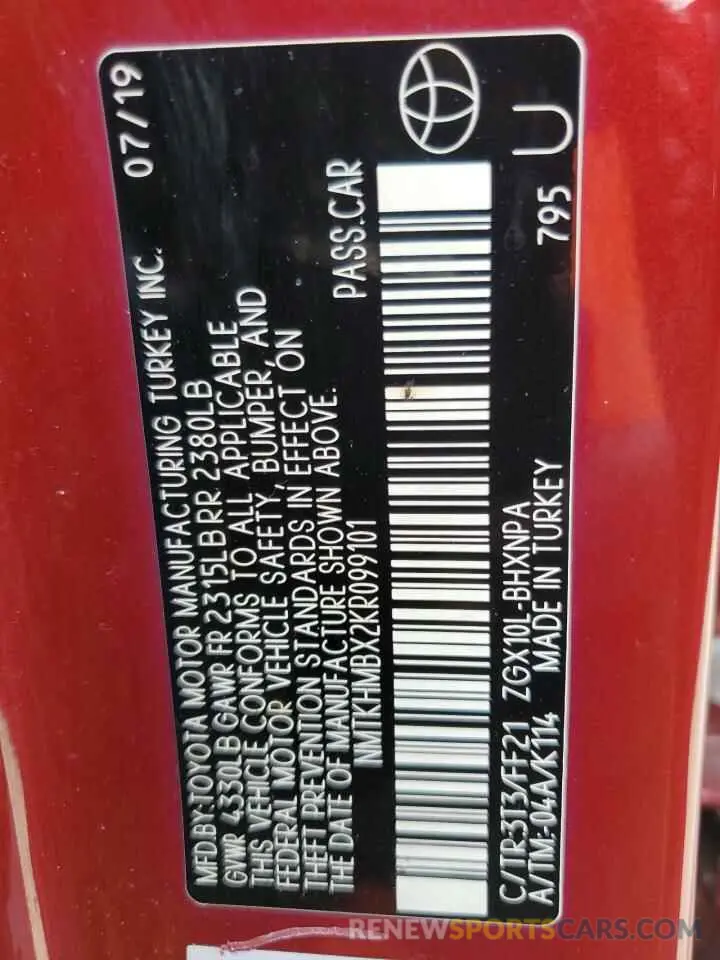 MFD.BY:TOYOTA MOTOR MANUFACTURING TURKEY INC. 07/19
GVWR 4330LB GAWR FR 2315LB RR 2380LB
THIS VEHICLE CONFORMS TO ALL APPLICABLE
FEDERAL MOTOR VEHICLE SAFETY, BUMPER, AND
THEFT PREVENTION STANDARDS IN EFFECT ON
THE DATE OF MANUFACTURE SHOWN ABOVE.
NMTKHMBX2KR099101 PASS.CAR
C/TR:3T3/FF21 ZGX10L-BHXNPA
A/TM:-04A/K114 MADE IN TURKEY 795 U
RENEWSPORTSCARS.COM